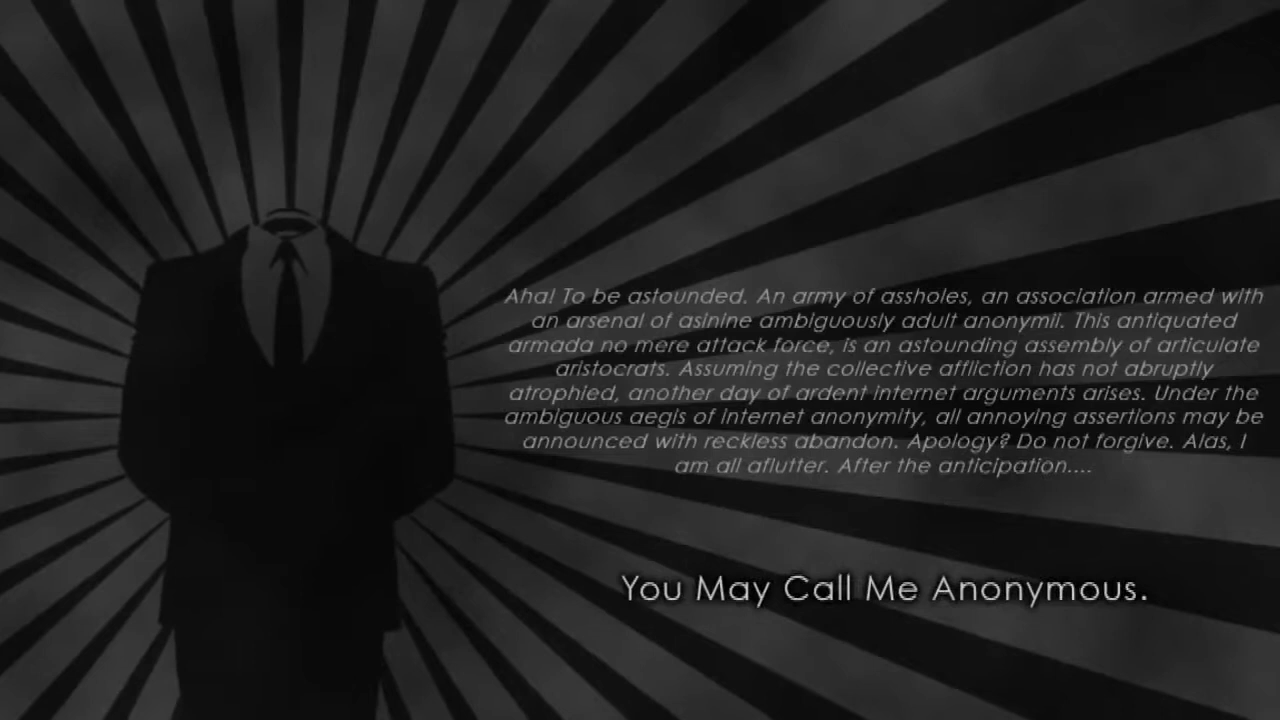 Aha! To be astounded. An army of assholes, an association armed with
an arsenal of asinine ambiguously adult anonymii. This antiquated
armada no mere attack force, is an astounding assembly of articulate
aristocrats. Assuming the collective affliction has not abruptly
atrophied, another day of ardent internet arguments arises. Under the
ambiguous aegis of internet anonymity, all annoying assertions may be
announced with reckless abandon. Apology? Do not forgive. Alas, I
am all aflutter. After the anticipation....
You May Call Me Anonymous.